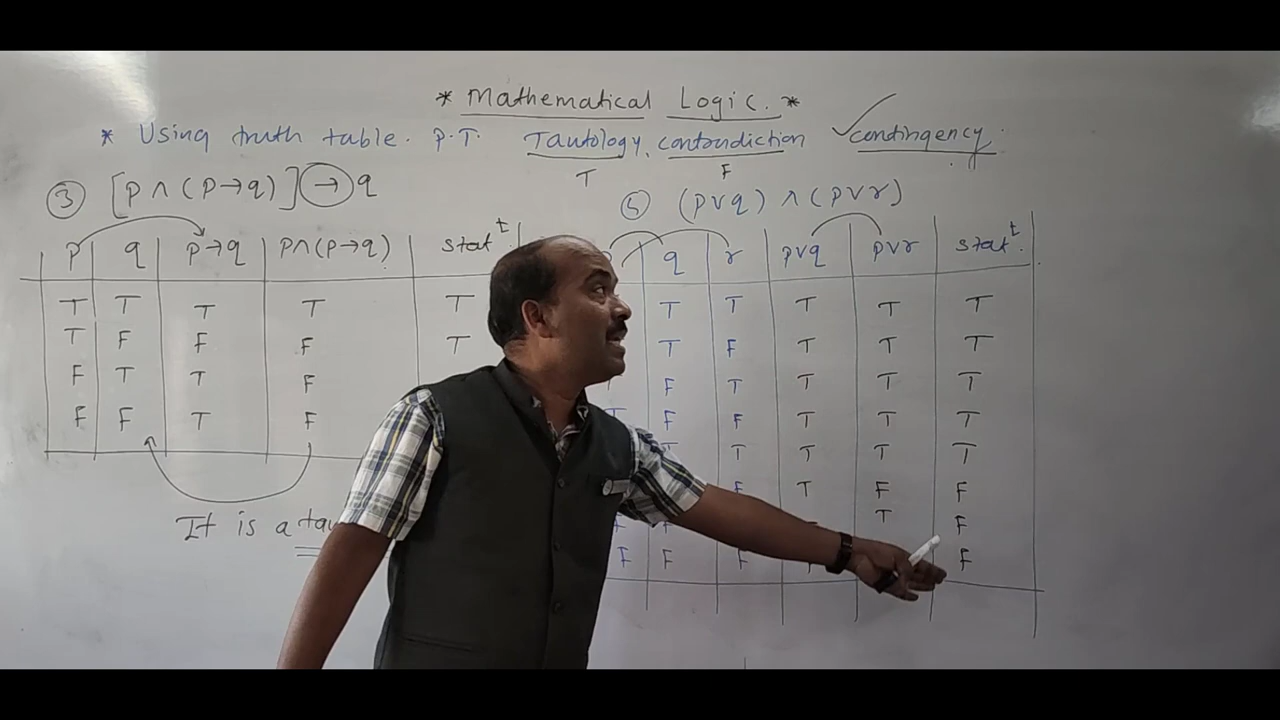 * Mathematical Logic. *
* Using truth table. P.T. Tautology, contradiction ✓contingency.
T F
③ [p ∧ (p→q)] → q
p q p→q p∧(p→q) statᵗ
T T T T T
T F F F T
F T T F
F F T F
It is a
⑤ (p∨q) ∧ (p∨r)
q r p∨q p∨r statᵗ.
T T T T T
T F T T T
F T T T T
T F F T T T
T T T T T
F T F F
F F T F
F F F F